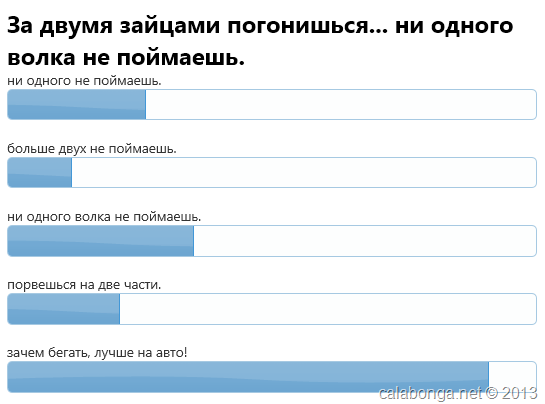 За двумя зайцами погонишься... ни одного
волка не поймаешь.
ни одного не поймаешь.
больше двух не поймаешь.
ни одного волка не поймаешь.
порвешься на две части.
зачем бегать, лучше на авто!
calabonga.net © 2013